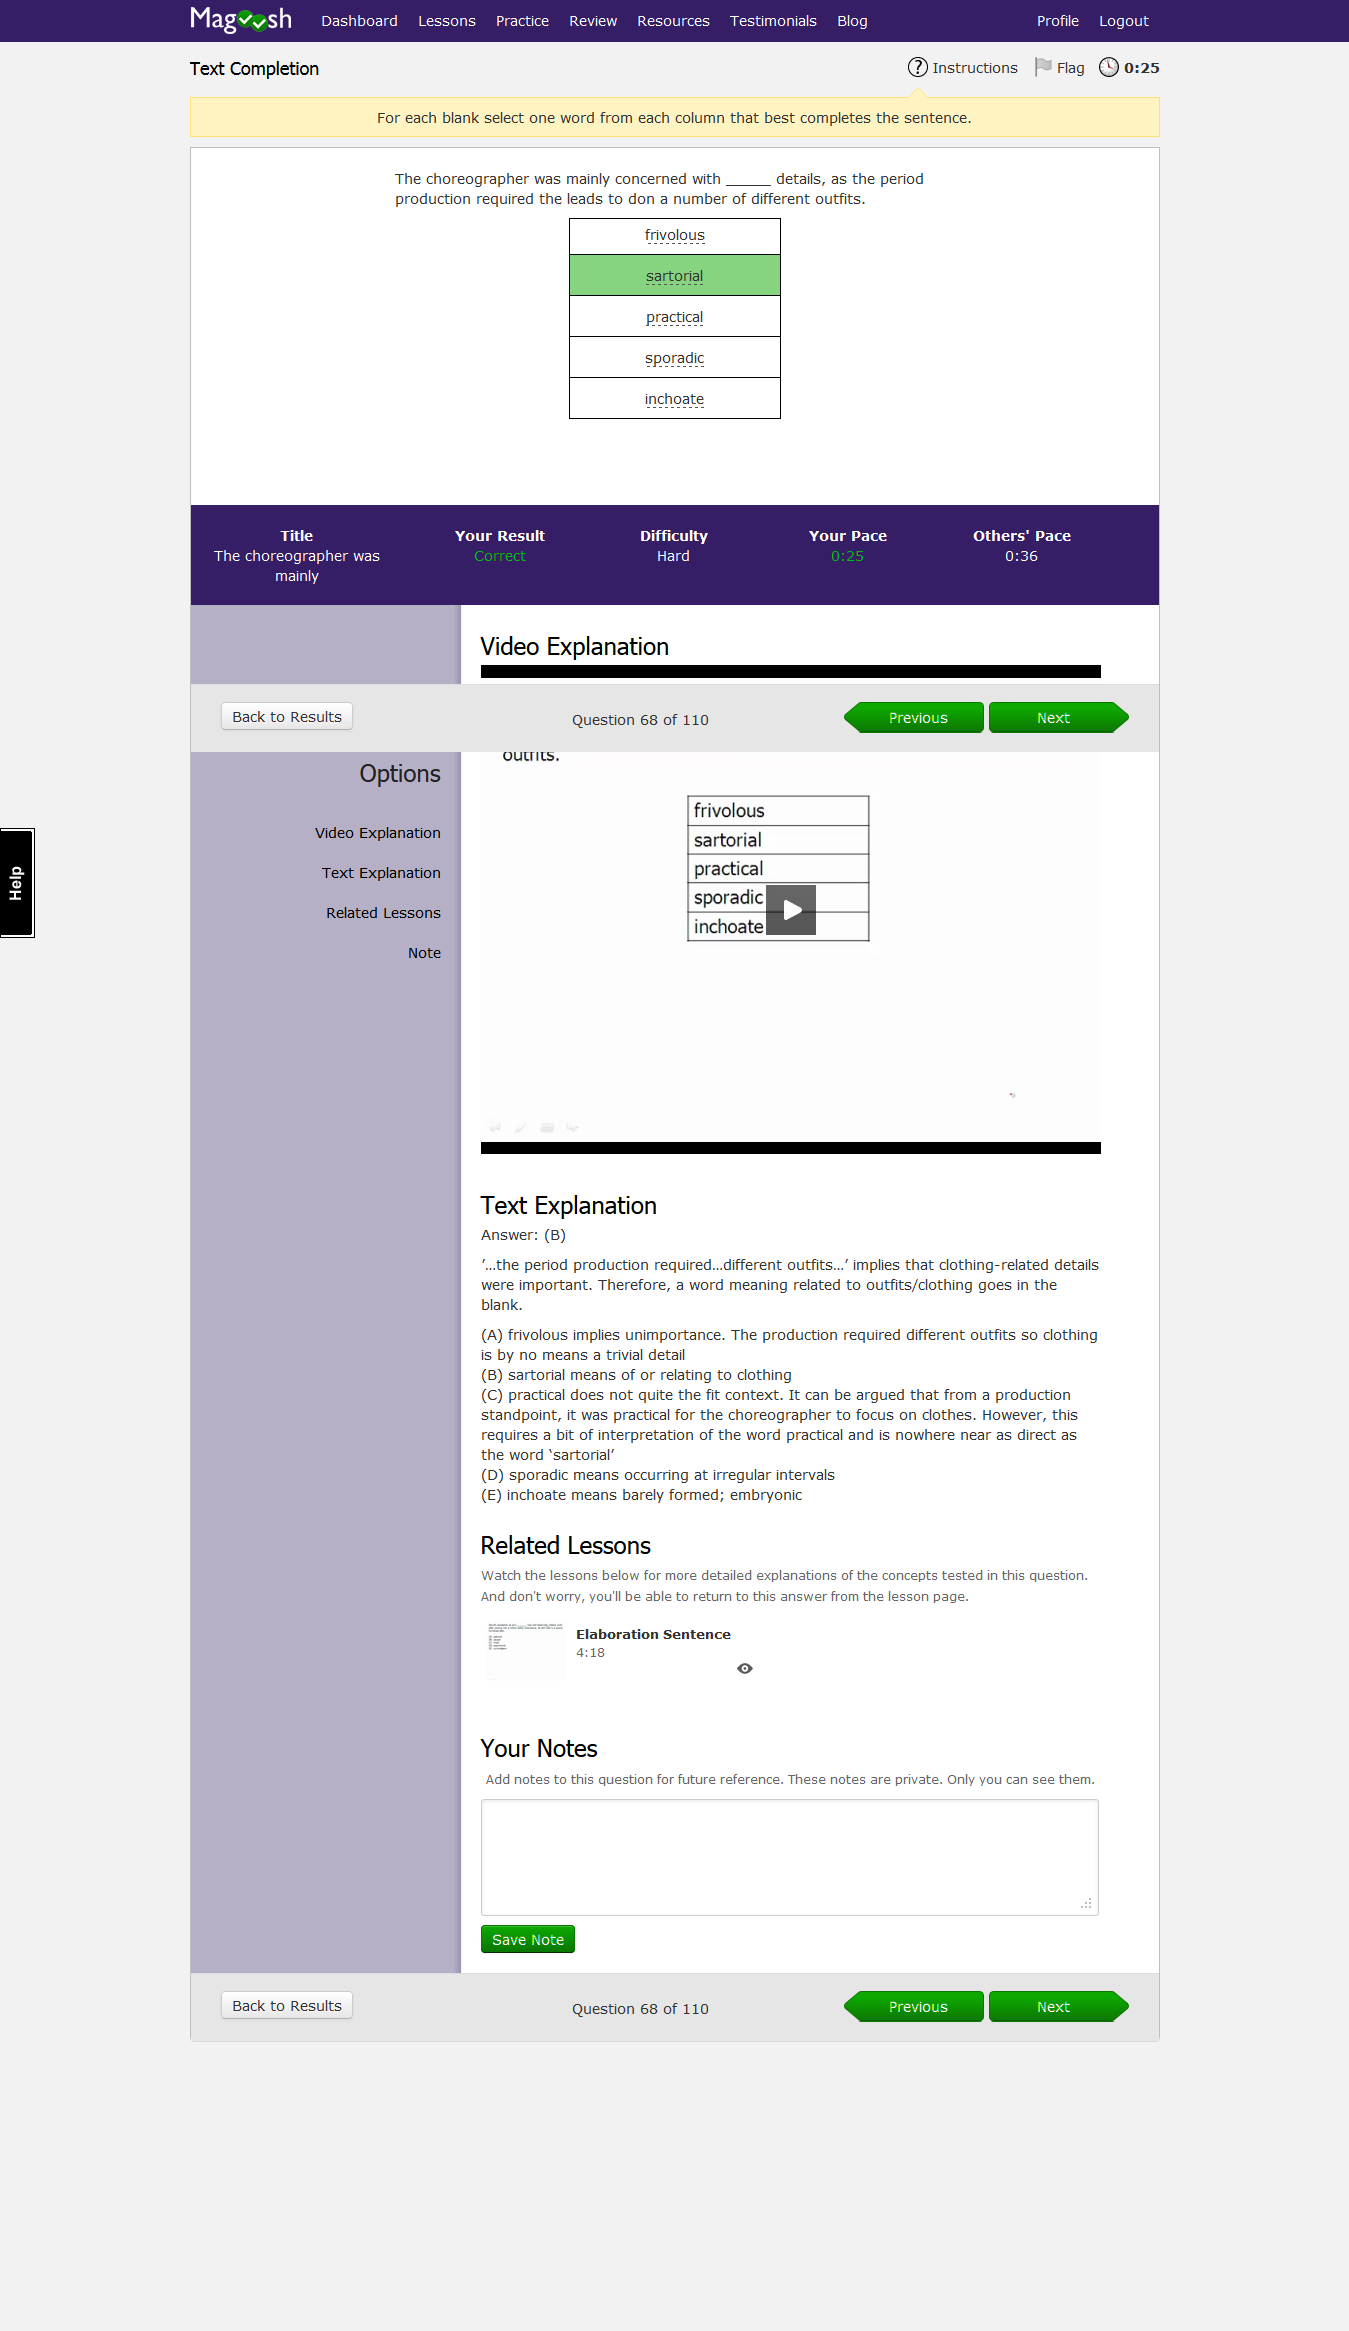 Magoosh Dashboard Lessons Practice Review Resources Testimonials Blog Profile Logout
Text Completion
Instructions Flag 0:25
For each blank select one word from each column that best completes the sentence.
The choreographer was mainly concerned with _____ details, as the period
production required the leads to don a number of different outfits.
frivolous
sartorial
practical
sporadic
inchoate
Title Your Result Difficulty Your Pace Others' Pace
The choreographer was Correct Hard 0:25 0:36
mainly
Video Explanation
Back to Results Question 68 of 110 Previous Next
outfits.
Options
frivolous
sartorial
practical
sporadic
inchoate
Video Explanation
Text Explanation
Related Lessons
Note
Help
Text Explanation
Answer: (B)
’...the period production required...different outfits...’ implies that clothing-related details
were important. Therefore, a word meaning related to outfits/clothing goes in the
blank.
(A) frivolous implies unimportance. The production required different outfits so clothing
is by no means a trivial detail
(B) sartorial means of or relating to clothing
(C) practical does not quite the fit context. It can be argued that from a production
standpoint, it was practical for the choreographer to focus on clothes. However, this
requires a bit of interpretation of the word practical and is nowhere near as direct as
the word ‘sartorial’
(D) sporadic means occurring at irregular intervals
(E) inchoate means barely formed; embryonic
Related Lessons
Watch the lessons below for more detailed explanations of the concepts tested in this question.
And don't worry, you'll be able to return to this answer from the lesson page.
Elaboration Sentence
4:18
Your Notes
Add notes to this question for future reference. These notes are private. Only you can see them.
Save Note
Back to Results Question 68 of 110 Previous Next